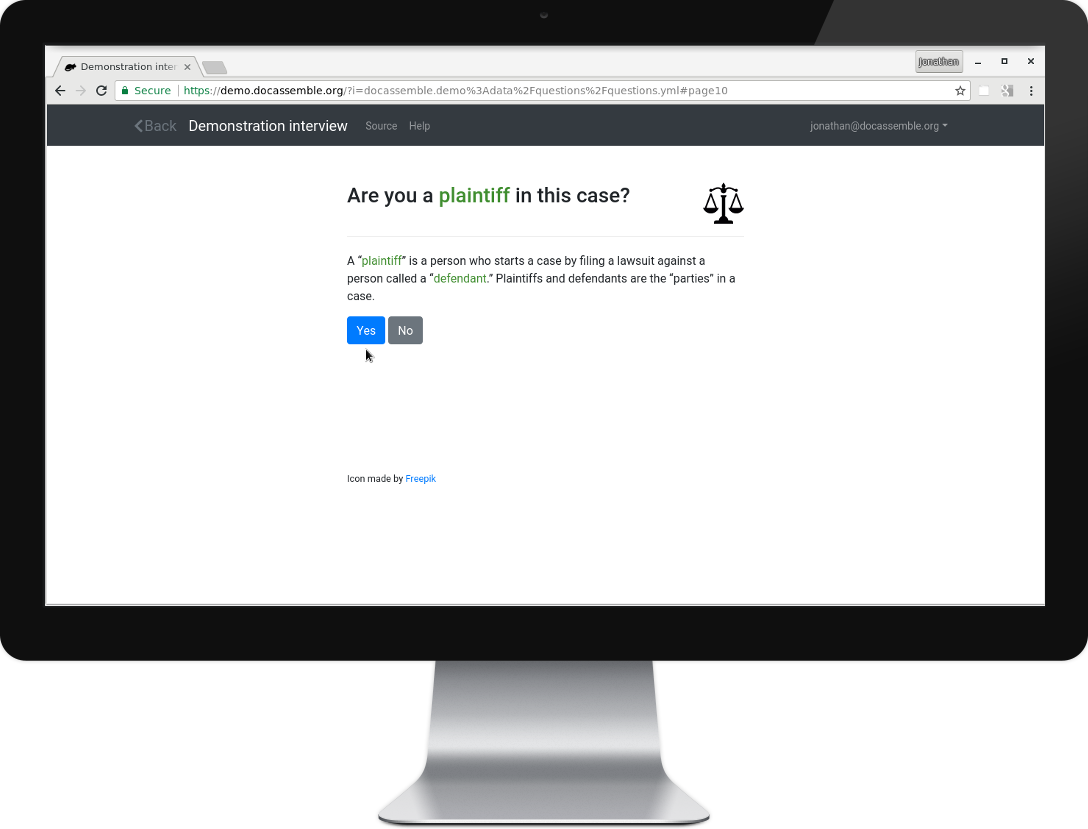 Demonstration inter
jonathan
Secure
https://demo.docassemble.org/?i=docassemble.demo%3Adata%2Fquestions%2Fquestions.yml#page10
Back
Demonstration interview
Source
Help
jonathan@docassemble.org
Are you a plaintiff in this case?
A “plaintiff” is a person who starts a case by filing a lawsuit against a
person called a “defendant.” Plaintiffs and defendants are the “parties” in a
case.
Yes
No
Icon made by Freepik